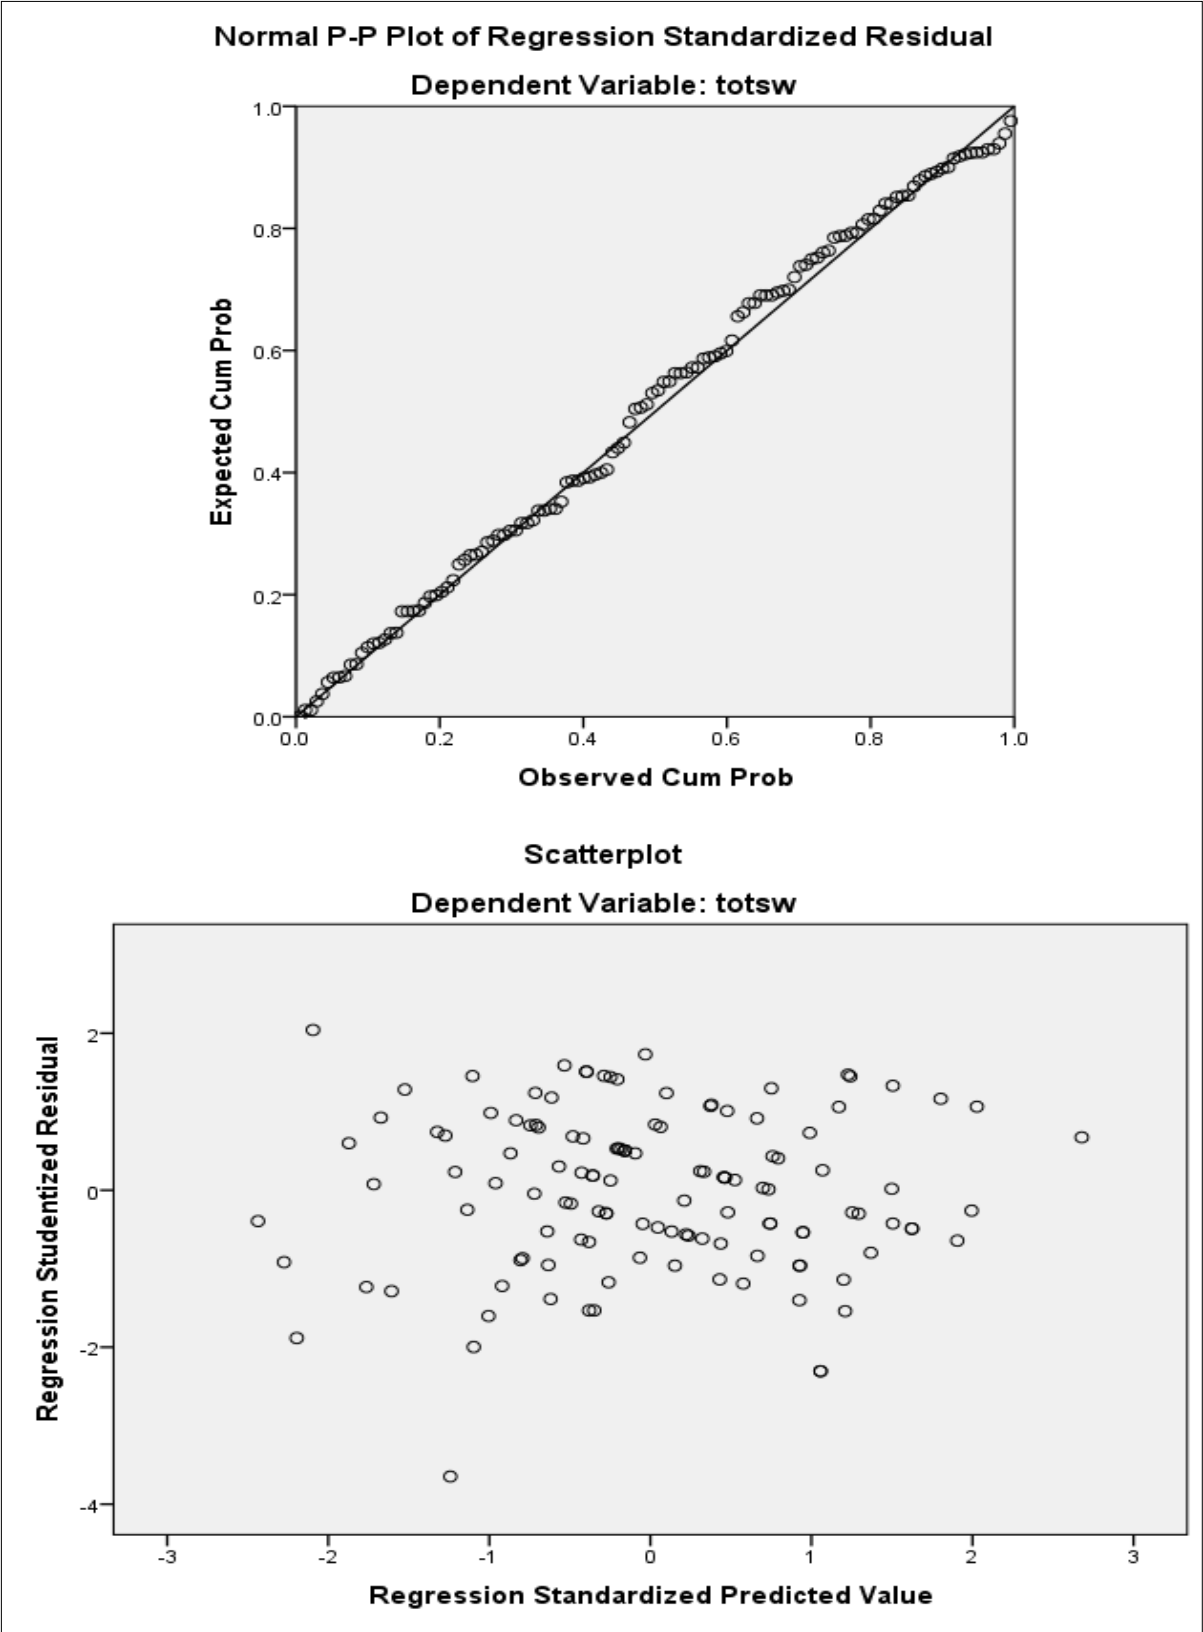 Normal P-P Plot of Regression Standardized Residual
Dependent Variable: totsw
1.0
0.8
0.6
0.4
0.2
0.0
Expected Cum Prob
0.0 0.2 0.4 0.6 0.8 1.0
Observed Cum Prob
Scatterplot
Dependent Variable: totsw
2
0
-2
-4
Regression Studentized Residual
-3 -2 -1 0 1 2 3
Regression Standardized Predicted Value